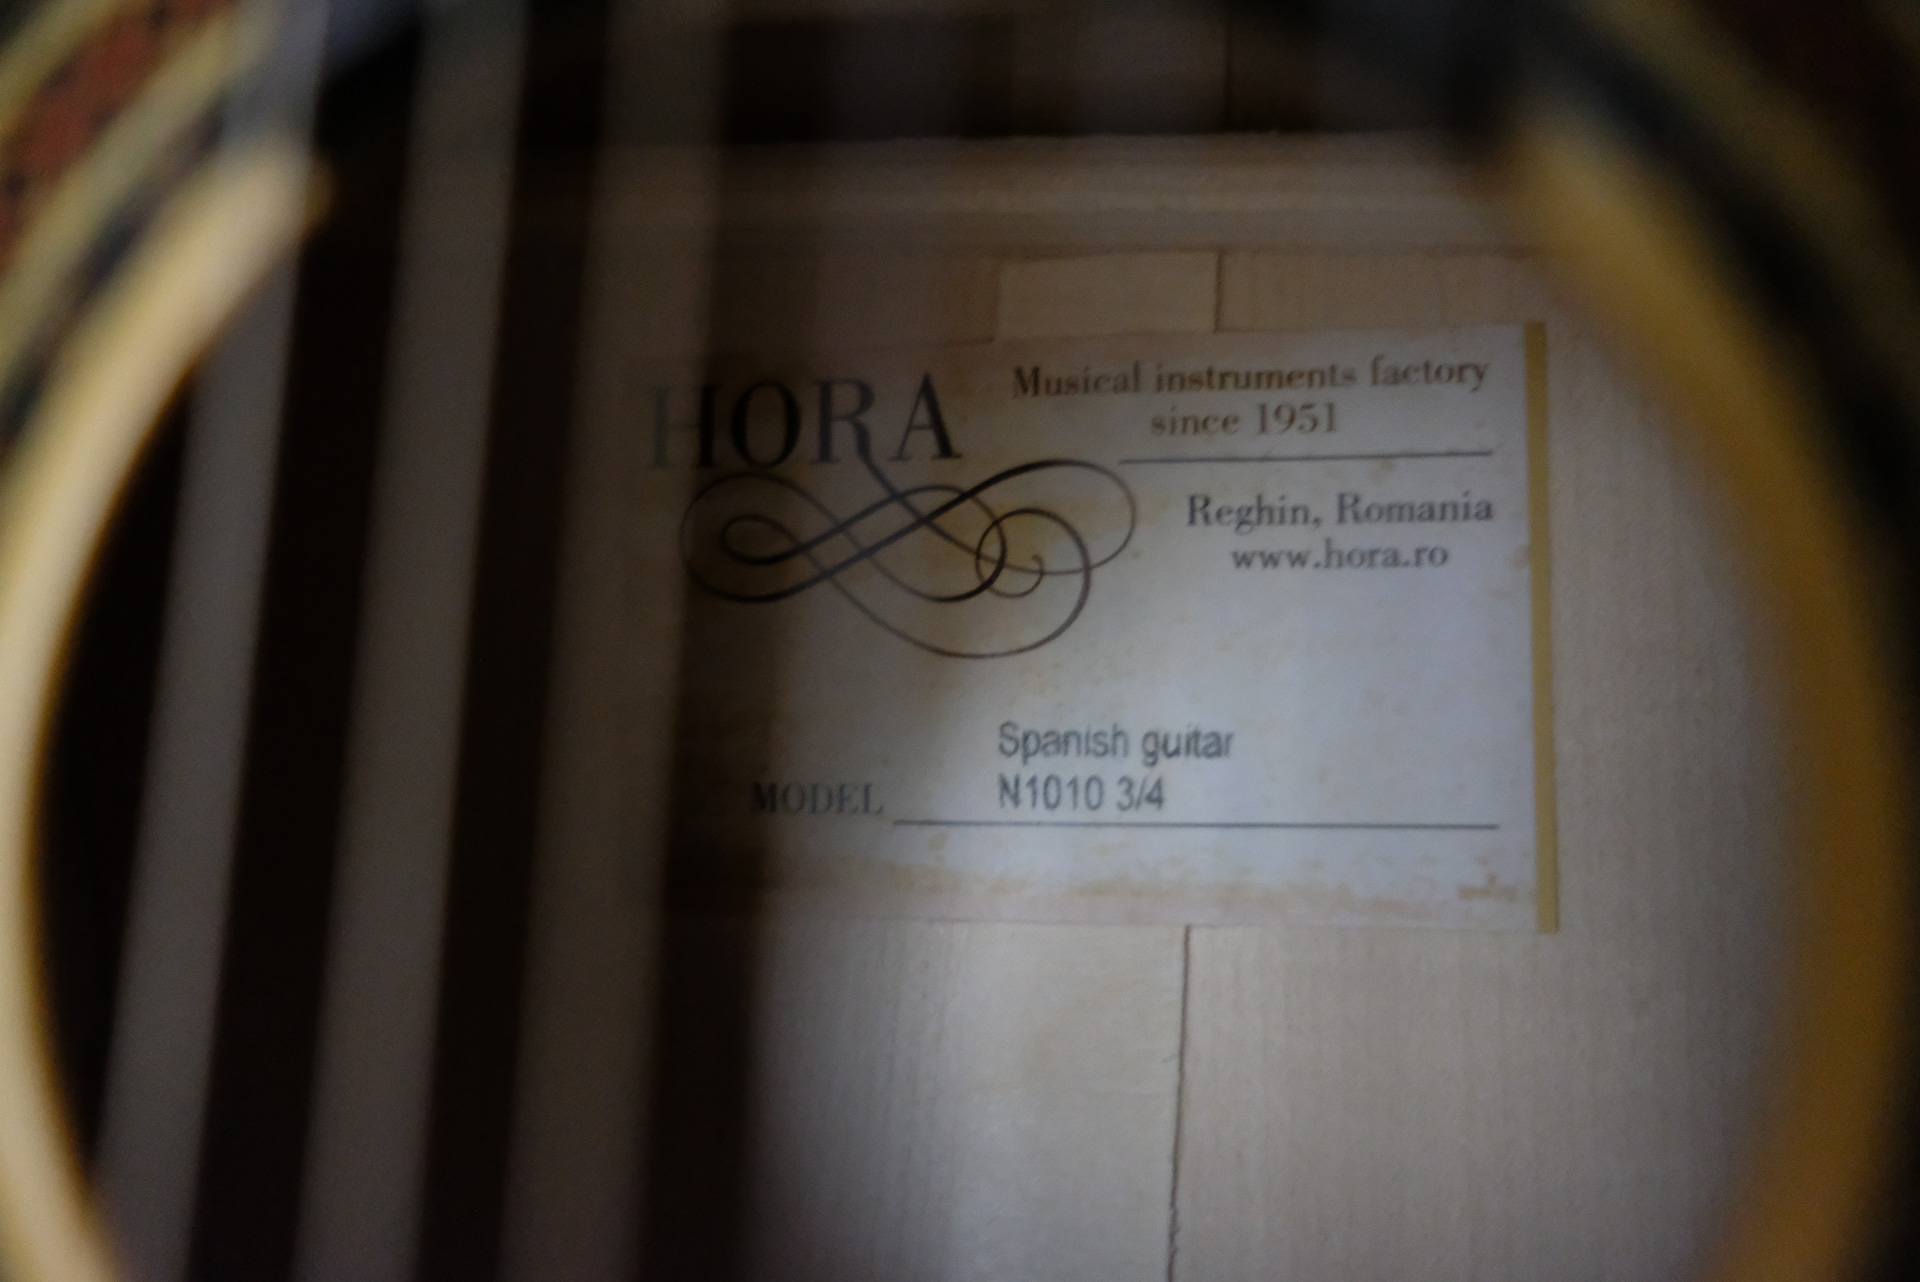 HORA
Musical instruments factory
since 1951
Reghin, Romania
www.hora.ro
Spanish guitar
MODEL N1010 3/4